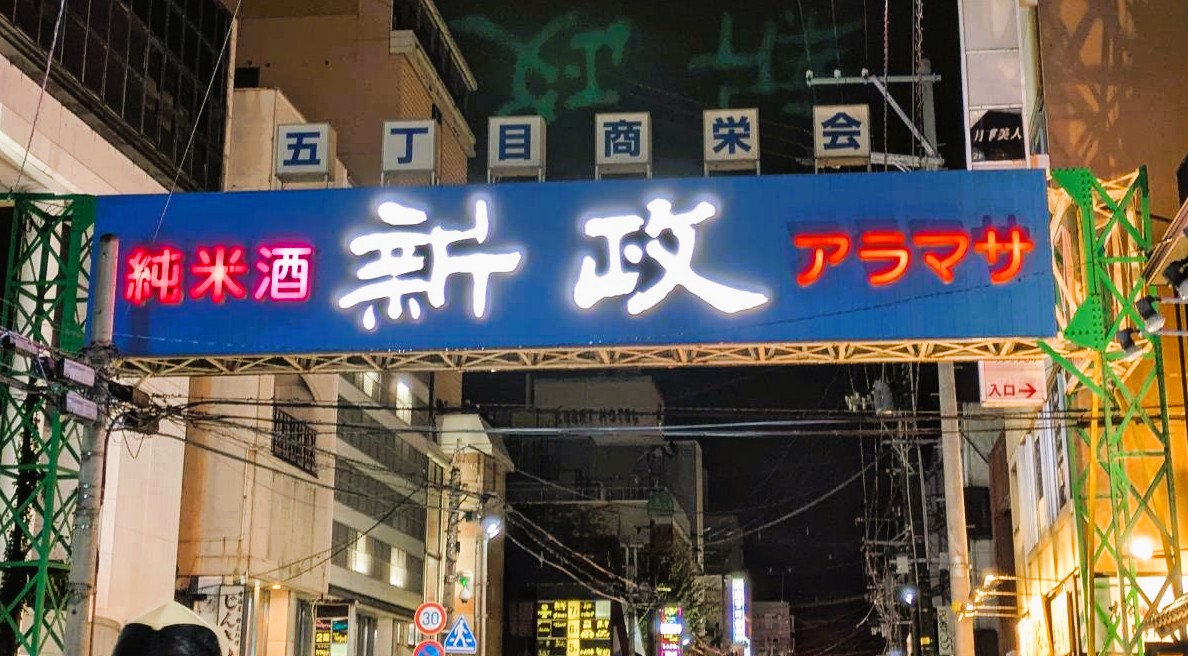 五丁目商栄会
純米酒 新政 アラマサ
入口→
30